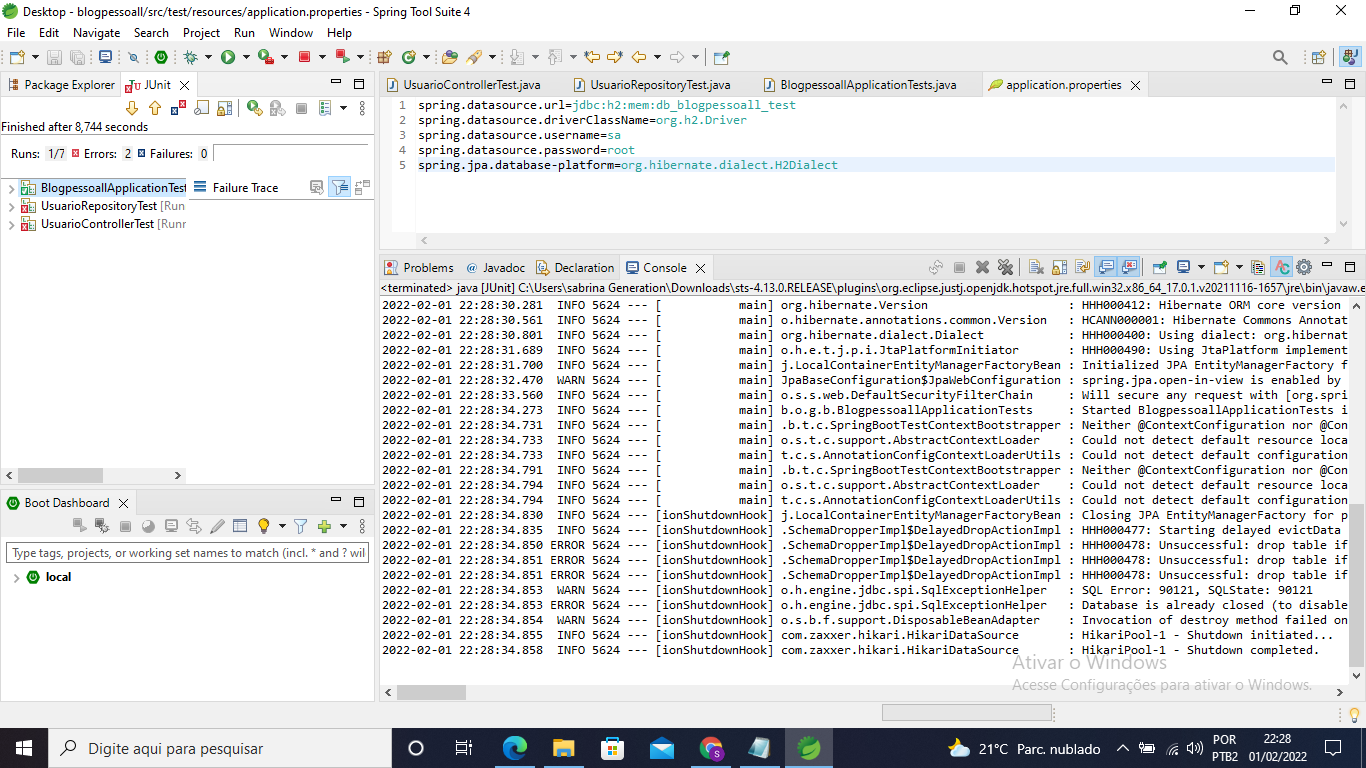 Desktop - blogpessoall/src/test/resources/application.properties - Spring Tool Suite 4
File Edit Navigate Search Project Run Window Help
Package Explorer JUnit
Finished after 8,744 seconds
Runs: 1/7 Errors: 2 Failures: 0
BlogpessoallApplicationTest
UsuarioRepositoryTest [Run
UsuarioControllerTest [Runr
Failure Trace
Boot Dashboard
Type tags, projects, or working set names to match (incl. * and ? wil
local
UsuarioControllerTest.java UsuarioRepositoryTest.java BlogpessoallApplicationTests.java application.properties
1 spring.datasource.url=jdbc:h2:mem:db_blogpessoall_test
2 spring.datasource.driverClassName=org.h2.Driver
3 spring.datasource.username=sa
4 spring.datasource.password=root
5 spring.jpa.database-platform=org.hibernate.dialect.H2Dialect
Problems Javadoc Declaration Console
<terminated> java [JUnit] C:\Users\sabrina Generation\Downloads\sts-4.13.0.RELEASE\plugins\org.eclipse.justj.openjdk.hotspot.jre.full.win32.x86_64_17.0.1.v20211116-1657\jre\bin\javaw.e
2022-02-01 22:28:30.281  INFO 5624 --- [           main] org.hibernate.Version                    : HHH000412: Hibernate ORM core version
2022-02-01 22:28:30.561  INFO 5624 --- [           main] o.hibernate.annotations.common.Version   : HCANN000001: Hibernate Commons Annotat
2022-02-01 22:28:30.801  INFO 5624 --- [           main] org.hibernate.dialect.Dialect            : HHH000400: Using dialect: org.hibernat
2022-02-01 22:28:31.689  INFO 5624 --- [           main] o.h.e.t.j.p.i.JtaPlatformInitiator       : HHH000490: Using JtaPlatform implement
2022-02-01 22:28:31.700  INFO 5624 --- [           main] j.LocalContainerEntityManagerFactoryBean : Initialized JPA EntityManagerFactory f
2022-02-01 22:28:32.470  WARN 5624 --- [           main] JpaBaseConfiguration$JpaWebConfiguration : spring.jpa.open-in-view is enabled by
2022-02-01 22:28:33.560  INFO 5624 --- [           main] o.s.s.web.DefaultSecurityFilterChain     : Will secure any request with [org.spri
2022-02-01 22:28:34.273  INFO 5624 --- [           main] b.o.g.b.BlogpessoallApplicationTests     : Started BlogpessoallApplicationTests i
2022-02-01 22:28:34.731  INFO 5624 --- [           main] .b.t.c.SpringBootTestContextBootstrapper : Neither @ContextConfiguration nor @Con
2022-02-01 22:28:34.733  INFO 5624 --- [           main] o.s.t.c.support.AbstractContextLoader    : Could not detect default resource loca
2022-02-01 22:28:34.733  INFO 5624 --- [           main] t.c.s.AnnotationConfigContextLoaderUtils : Could not detect default configuration
2022-02-01 22:28:34.791  INFO 5624 --- [           main] .b.t.c.SpringBootTestContextBootstrapper : Neither @ContextConfiguration nor @Con
2022-02-01 22:28:34.794  INFO 5624 --- [           main] o.s.t.c.support.AbstractContextLoader    : Could not detect default resource loca
2022-02-01 22:28:34.794  INFO 5624 --- [           main] t.c.s.AnnotationConfigContextLoaderUtils : Could not detect default configuration
2022-02-01 22:28:34.830  INFO 5624 --- [ionShutdownHook] j.LocalContainerEntityManagerFactoryBean : Closing JPA EntityManagerFactory for p
2022-02-01 22:28:34.835  INFO 5624 --- [ionShutdownHook] .SchemaDropperImpl$DelayedDropActionImpl : HHH000477: Starting delayed evictData
2022-02-01 22:28:34.850 ERROR 5624 --- [ionShutdownHook] .SchemaDropperImpl$DelayedDropActionImpl : HHH000478: Unsuccessful: drop table if
2022-02-01 22:28:34.851 ERROR 5624 --- [ionShutdownHook] .SchemaDropperImpl$DelayedDropActionImpl : HHH000478: Unsuccessful: drop table if
2022-02-01 22:28:34.851 ERROR 5624 --- [ionShutdownHook] .SchemaDropperImpl$DelayedDropActionImpl : HHH000478: Unsuccessful: drop table if
2022-02-01 22:28:34.853  WARN 5624 --- [ionShutdownHook] o.h.engine.jdbc.spi.SqlExceptionHelper   : SQL Error: 90121, SQLState: 90121
2022-02-01 22:28:34.853 ERROR 5624 --- [ionShutdownHook] o.h.engine.jdbc.spi.SqlExceptionHelper   : Database is already closed (to disable
2022-02-01 22:28:34.854  WARN 5624 --- [ionShutdownHook] o.s.b.f.support.DisposableBeanAdapter    : Invocation of destroy method failed on
2022-02-01 22:28:34.855  INFO 5624 --- [ionShutdownHook] com.zaxxer.hikari.HikariDataSource       : HikariPool-1 - Shutdown initiated...
2022-02-01 22:28:34.858  INFO 5624 --- [ionShutdownHook] com.zaxxer.hikari.HikariDataSource       : HikariPool-1 - Shutdown completed.
Ativar o Windows
Acesse Configurações para ativar o Windows.
Digite aqui para pesquisar
21°C Parc. nublado
POR
PTB2
22:28
01/02/2022